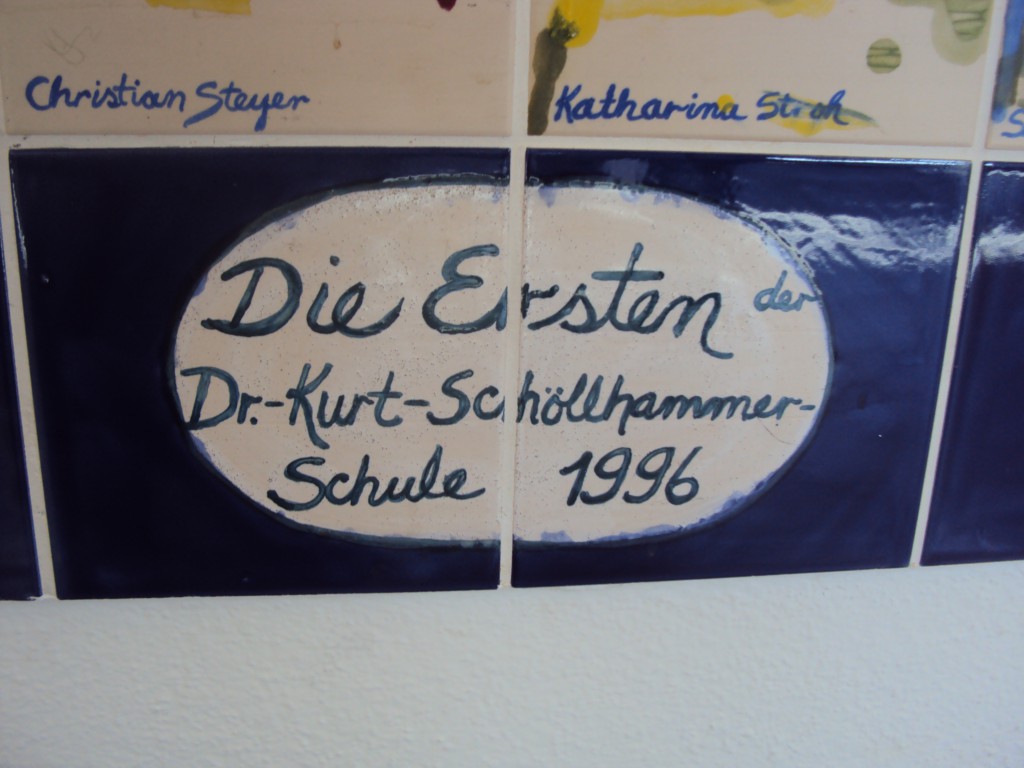 Christian Steyer
Katharina Stroh
Die Ersten der
Dr.-Kurt-Schöllhammer-
Schule 1996